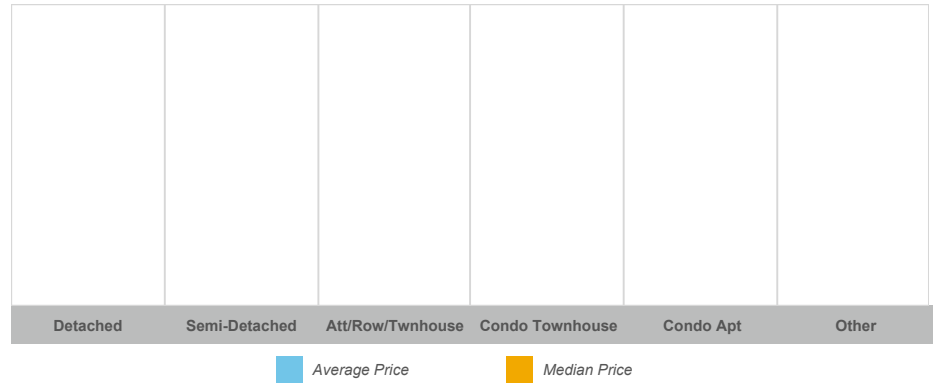 Detached Semi-Detached Att/Row/Twnhouse Condo Townhouse Condo Apt Other
Average Price Median Price